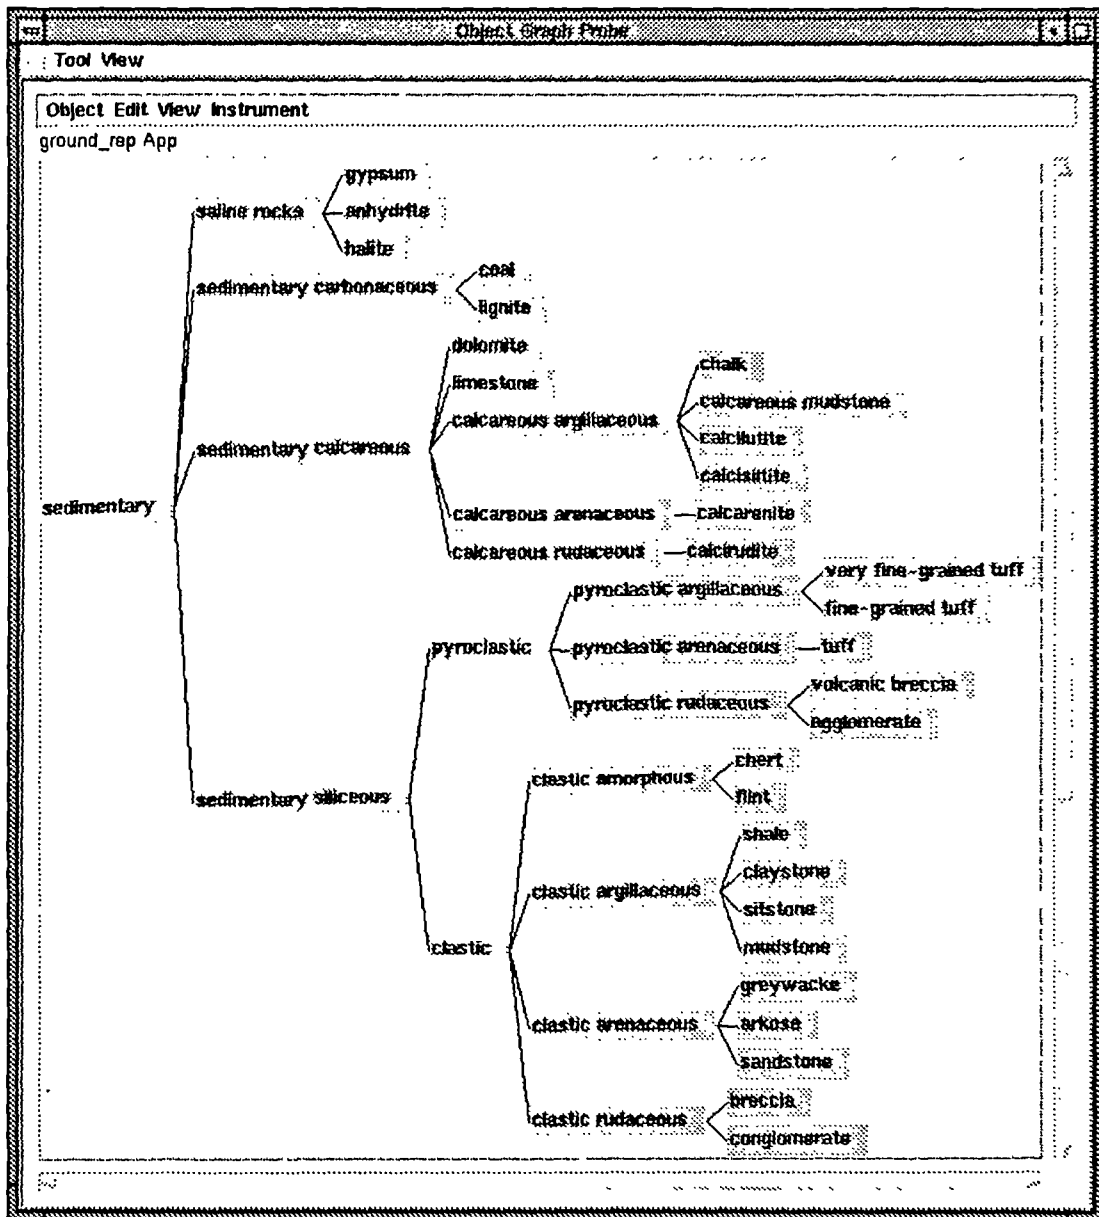 Object Graph Probe
Tool View
Object Edit View Instrument
ground_rep App
gypsum
saline rocks
anhydrite
halite
coal
sedimentary carbonaceous
lignite
dolomite
chalk
limestone
calcareous mudstone
calcareous argillaceous
calcilutite
sedimentary calcareous
calcisiltite
sedimentary
calcareous arenaceous
calcarenite
calcareous rudaceous
calcirudite
very fine-grained tuff
pyroclastic argillaceous
fine-grained tuff
pyroclastic
pyroclastic arenaceous
tuff
volcanic breccia
pyroclastic rudaceous
agglomerate
chert
clastic amorphous
sedimentary siliceous
flint
shale
claystone
clastic argillaceous
sitstone
clastic
mudstone
greywacke
clastic arenaceous
arkose
sandstone
breccia
clastic rudaceous
conglomerate